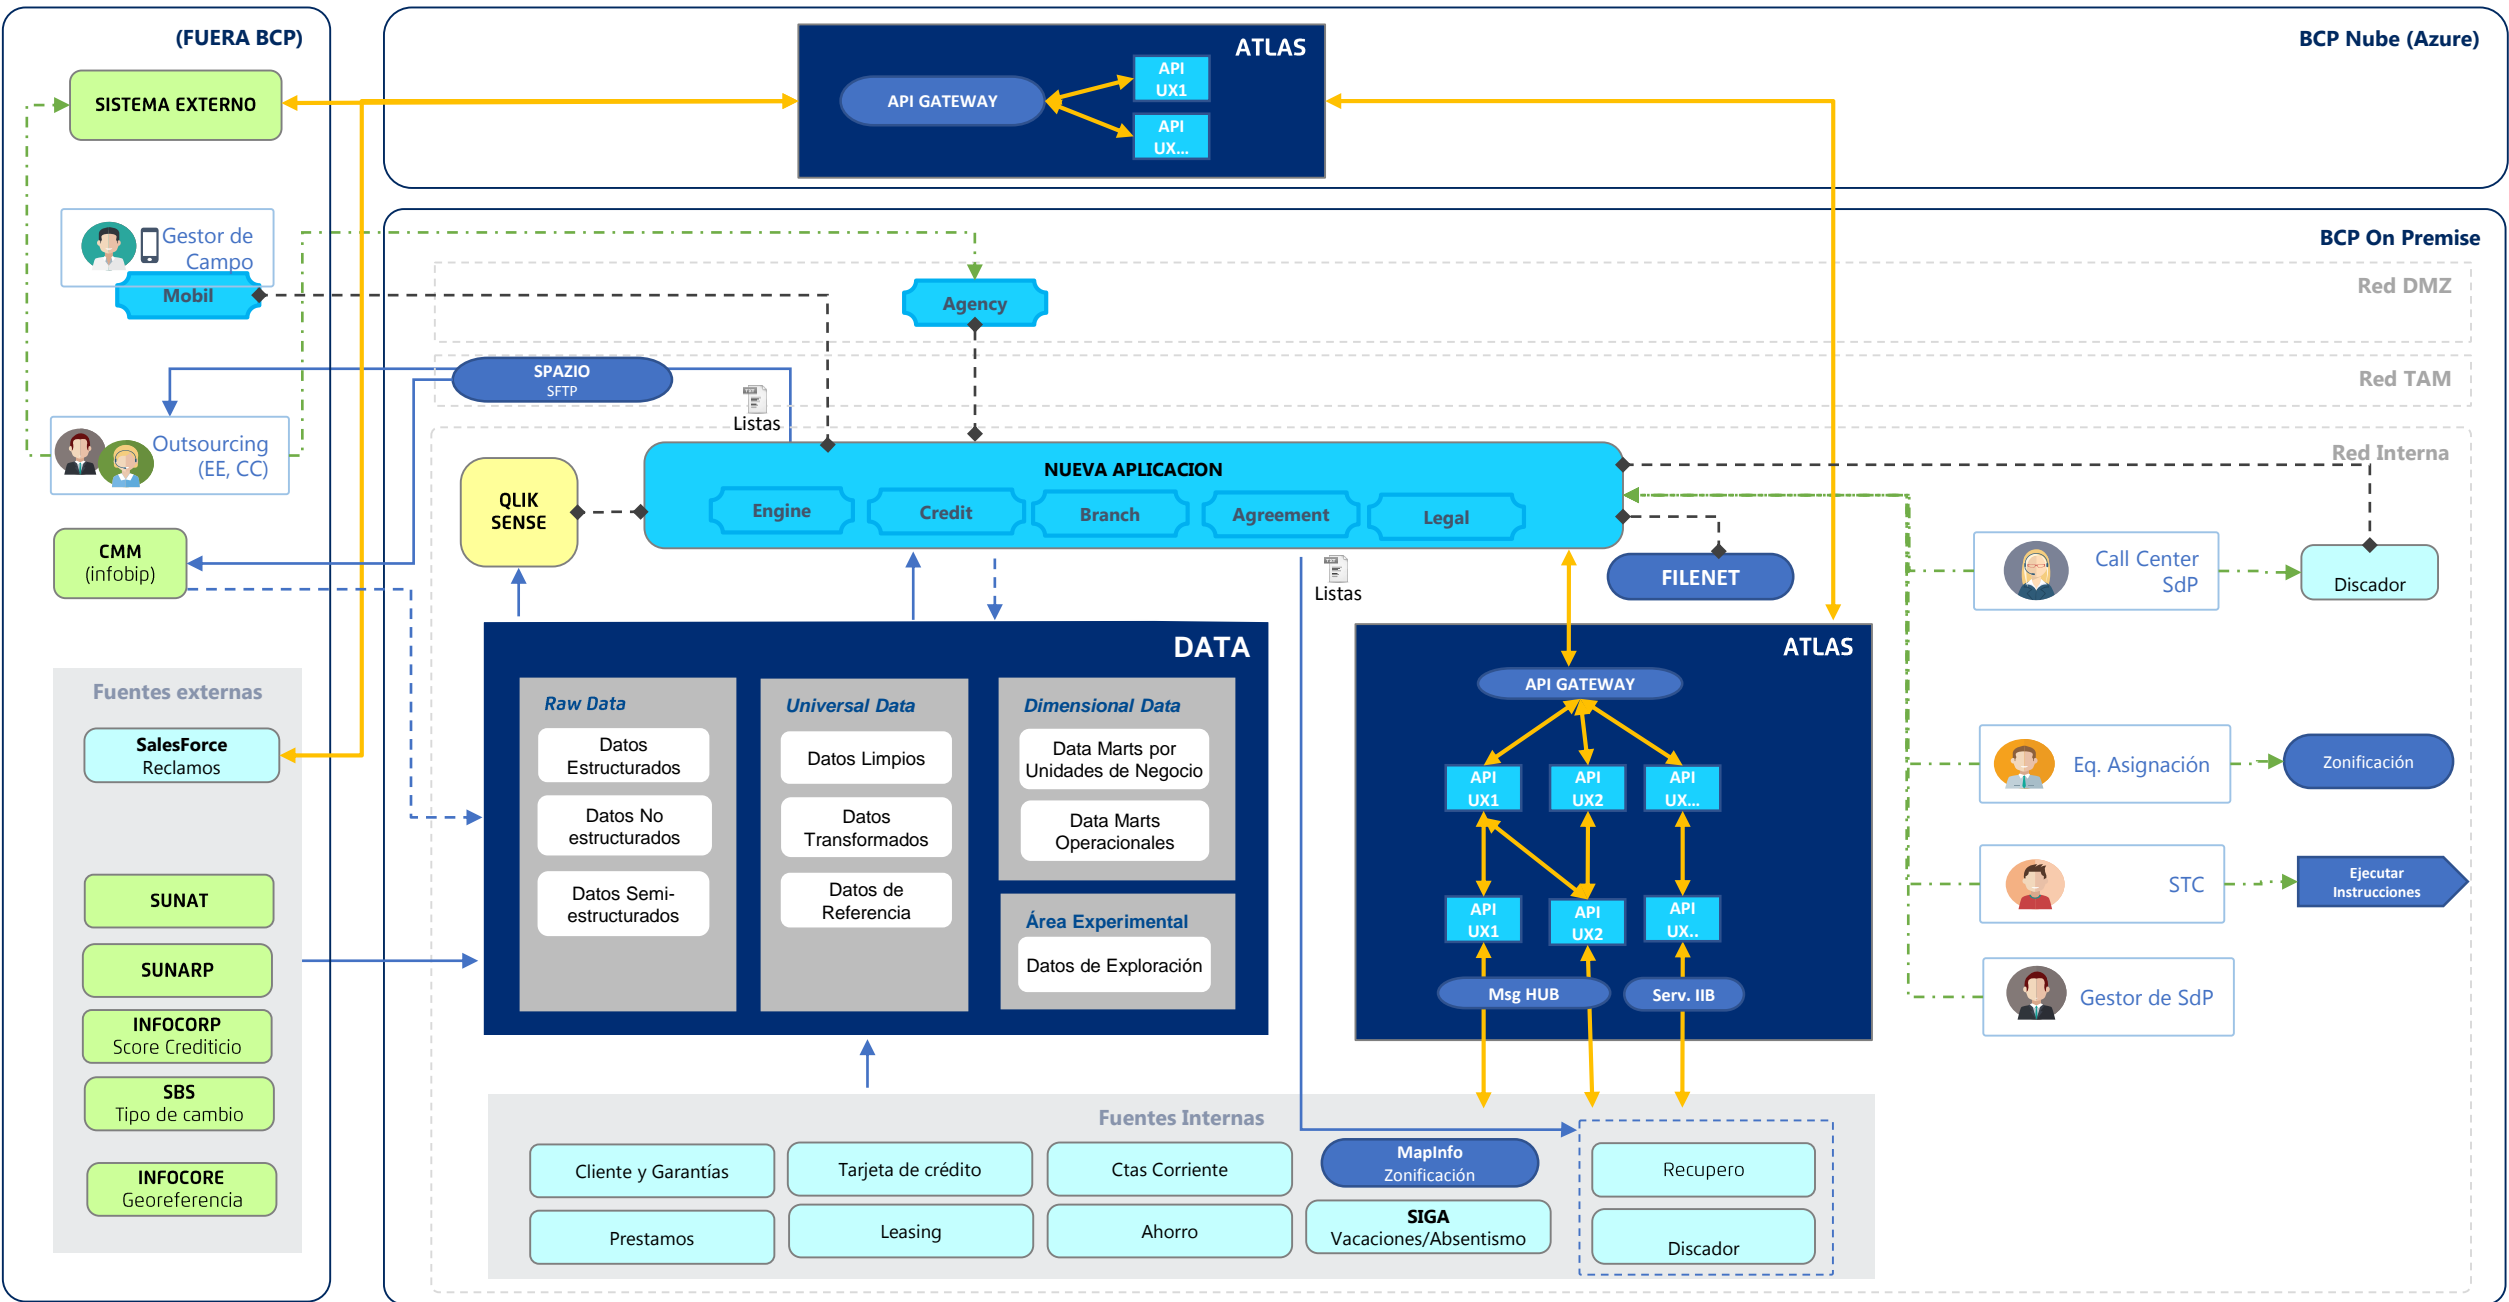 (FUERA BCP)
SISTEMA EXTERNO
Gestor de
Campo
Mobil
Outsourcing
(EE, CC)
CMM
(infobip)
Fuentes externas
SalesForce
Reclamos
SUNAT
SUNARP
INFOCORP
Score Crediticio
SBS
Tipo de cambio
INFOCORE
Georeferencia
BCP Nube (Azure)
ATLAS
API GATEWAY
API
UX1
API
UX...
BCP On Premise
Red DMZ
Agency
Red TAM
SPAZIO
SFTP
TXT
Listas
Red Interna
QLIK
SENSE
NUEVA APLICACION
Engine
Credit
Branch
Agreement
Legal
TXT
Listas
FILENET
Call Center
SdP
Discador
DATA
Raw Data
Datos
Estructurados
Datos No
estructurados
Datos Semi-
estructurados
Universal Data
Datos Limpios
Datos
Transformados
Datos de
Referencia
Dimensional Data
Data Marts por
Unidades de Negocio
Data Marts
Operacionales
Área Experimental
Datos de Exploración
ATLAS
API GATEWAY
API
UX1
API
UX2
API
UX...
API
UX1
API
UX2
API
UX..
Msg HUB
Serv. IIB
Eq. Asignación
Zonificación
STC
Ejecutar
Instrucciones
Gestor de SdP
Fuentes Internas
Cliente y Garantías
Tarjeta de crédito
Ctas Corriente
MapInfo
Zonificación
Recupero
Prestamos
Leasing
Ahorro
SIGA
Vacaciones/Absentismo
Discador